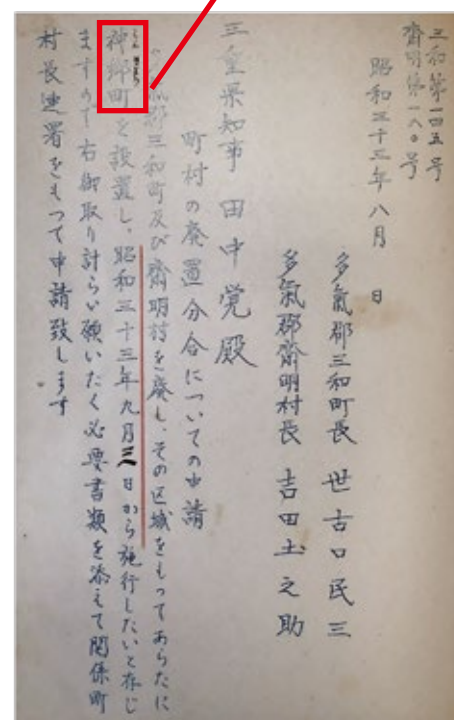 三和第一四五号
齋明第一八〇号
昭和三十三年八月　日
多氣郡三和町長　世古口民三
多氣郡齋明村長　吉田土之助
三重県知事　田中覚殿
町村の廃置分合についての申請
郡三和町及び齋明村を廃し、その区域をもってあらたに
神郷町を設置し、昭和三十三年九月三日から施行したいと存じ
ますので右御取り計らい願いたく必要書類を添えて関係町
村長連署をもって申請致します